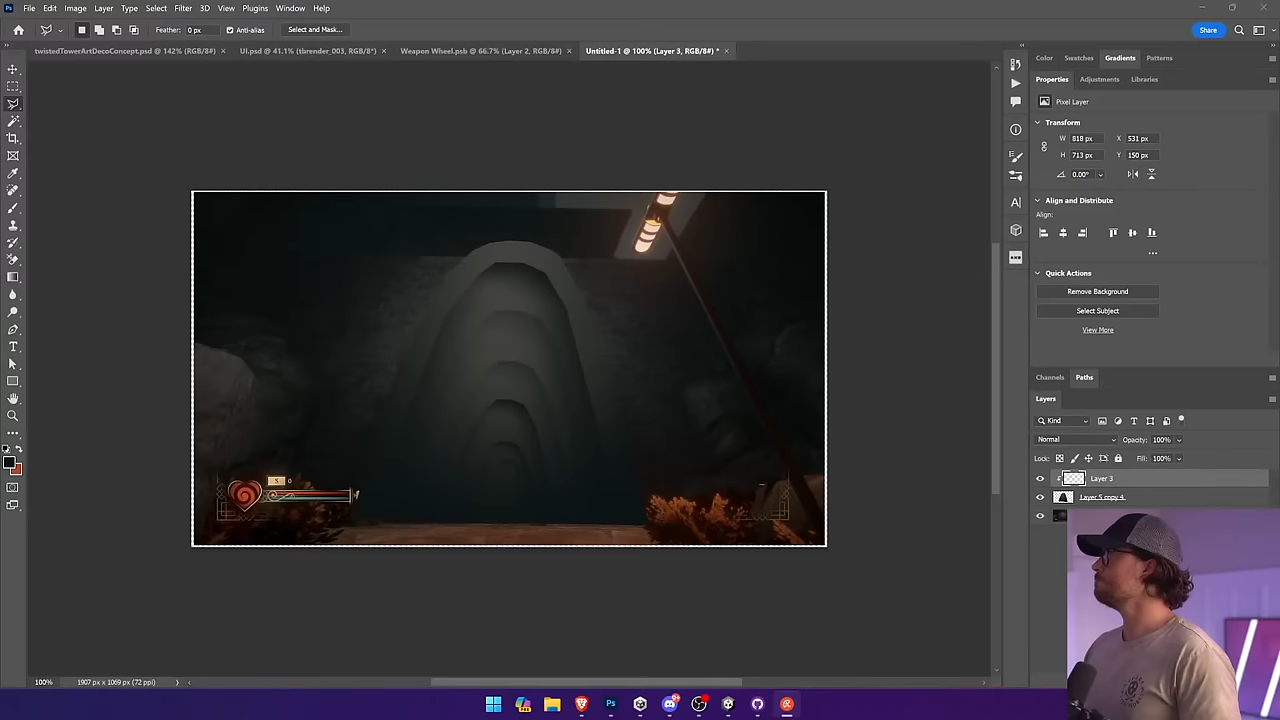 File Edit Image Layer Type Select Filter 3D View Plugins Window Help
Feather: 0 px Anti-alias Select and Mask... Share
twistedTowerArtDecoConcept.psd @ 142% (RGB/8#) × UI.psd @ 41.1% (tbrender_003, RGB/8*) × Weapon Wheel.psb @ 66.7% (Layer 2, RGB/8#) × Untitled-1 @ 100% (Layer 3, RGB/8#) * ×
Color Swatches Gradients Patterns
Properties Adjustments Libraries
Pixel Layer
Transform
W 818 px X 531 px
H 713 px Y 150 px
0.00°
Align and Distribute
Align:
Quick Actions
Remove Background
Select Subject
View More
Channels Paths
Layers
Kind
Normal Opacity: 100%
Lock: Fill: 100%
Layer 3
Layer 5 copy 4
100% 1907 px x 1069 px (72 ppi)